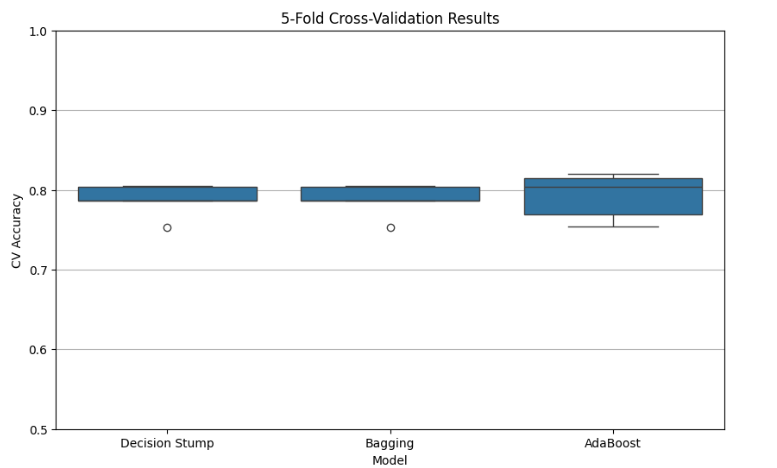 5-Fold Cross-Validation Results
1.0
0.9
0.8
0.7
0.6
0.5
CV Accuracy
Decision Stump
Bagging
AdaBoost
Model